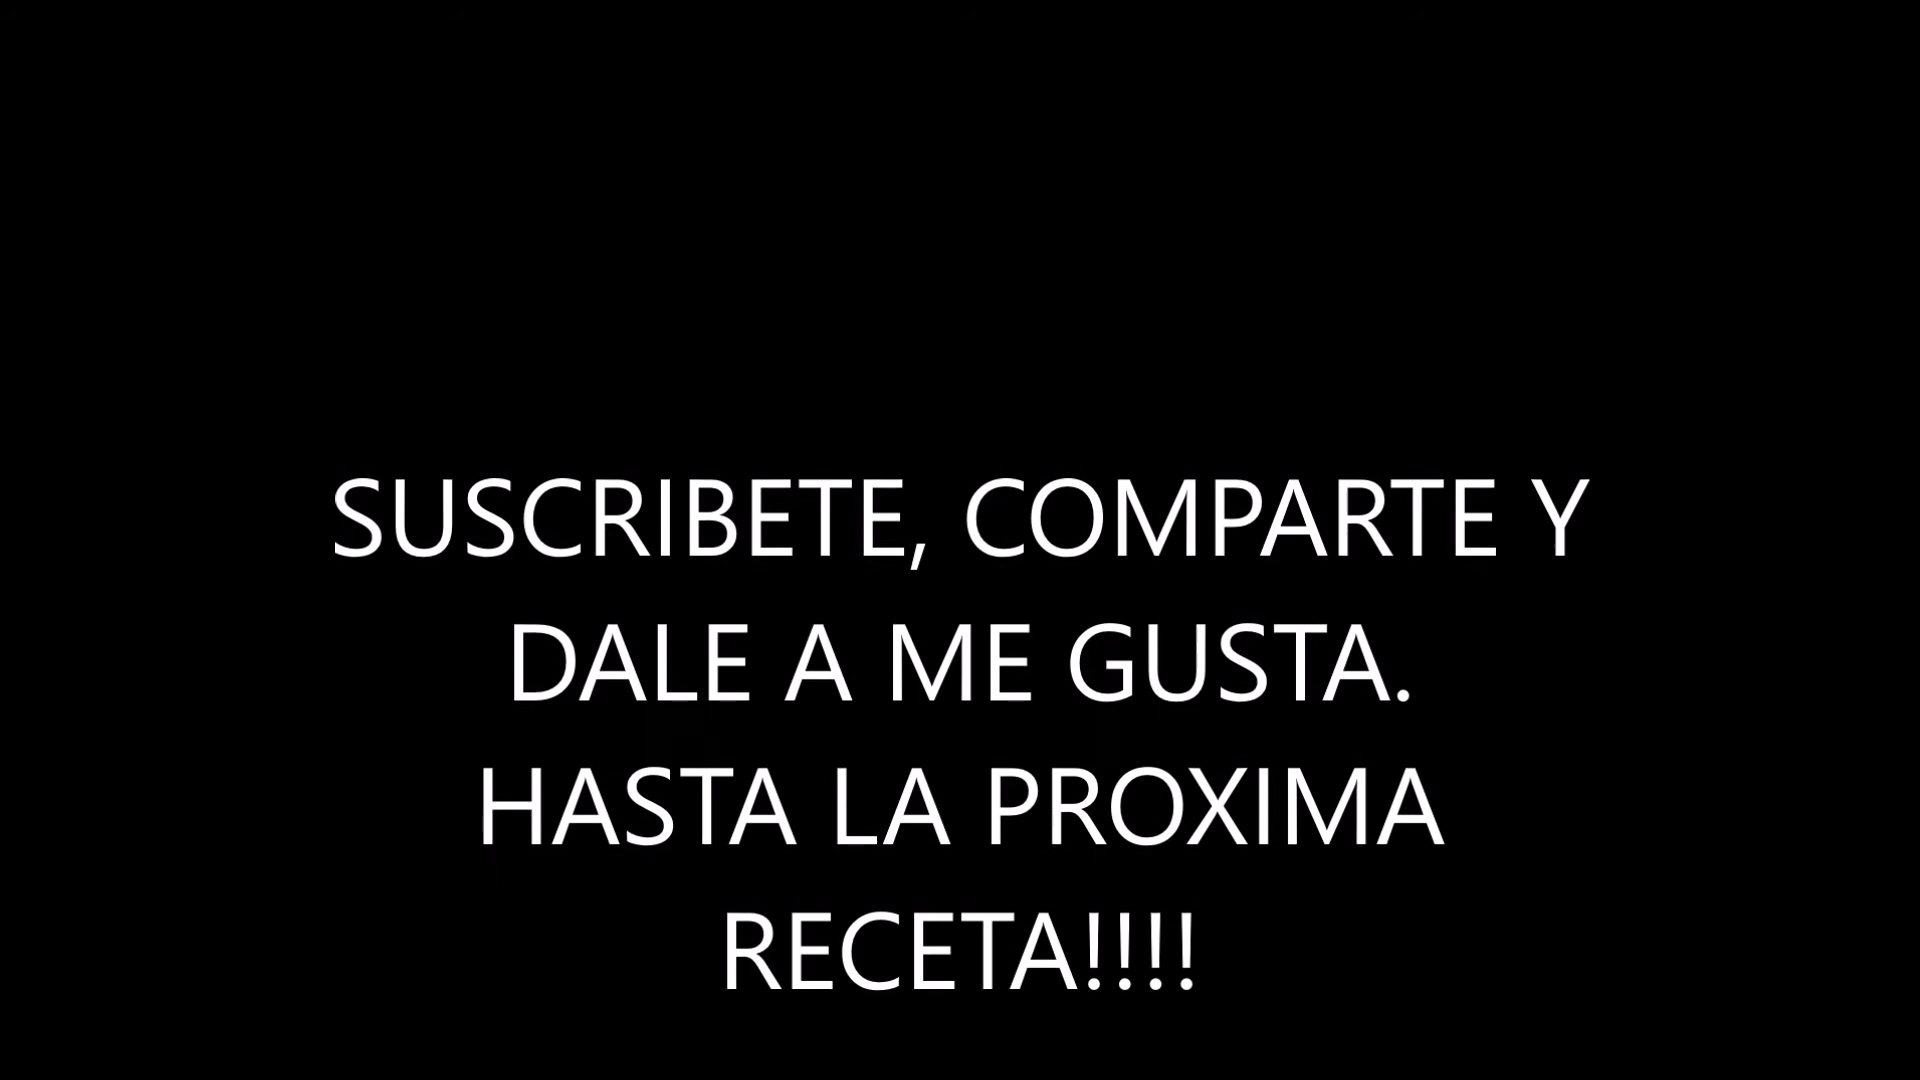 SUSCRIBETE, COMPARTE Y
DALE A ME GUSTA.
HASTA LA PROXIMA
RECETA!!!!